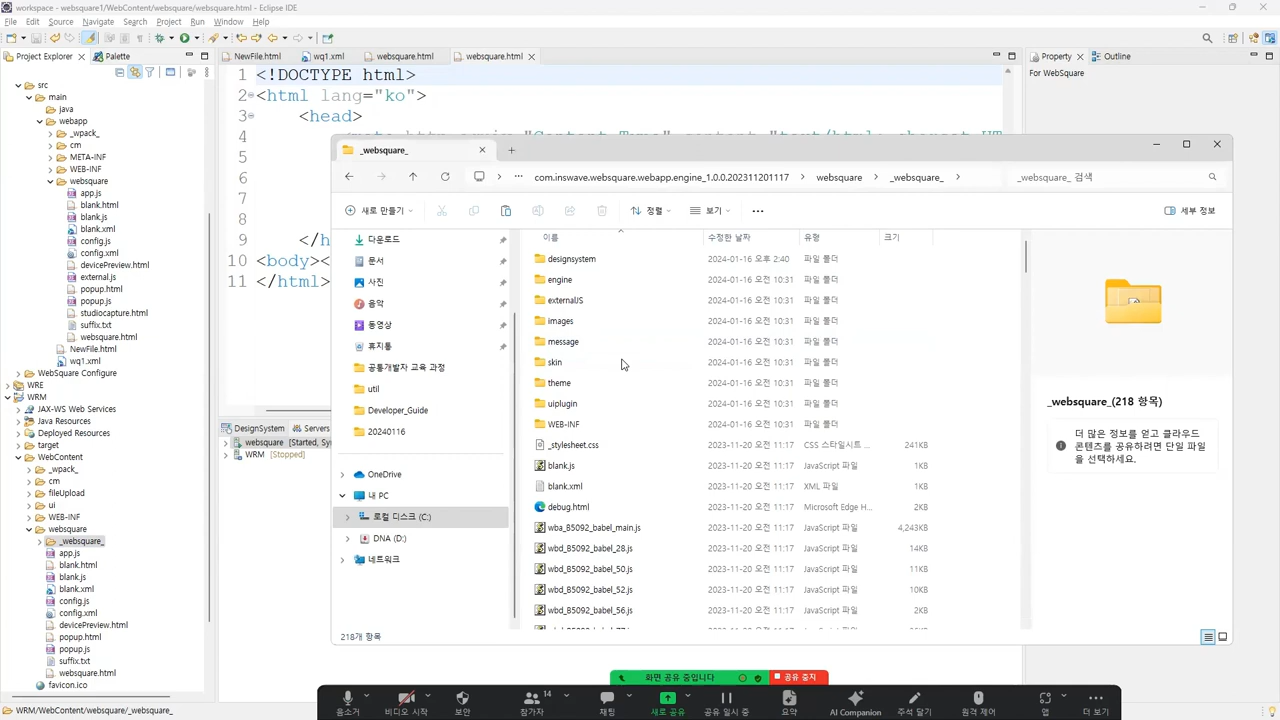 workspace - websquare1/WebContent/websquare/websquare.html - Eclipse IDE
File Edit Source Navigate Search Project Run Window Help
Project Explorer Palette
NewFile.html wq1.xml websquare.html websquare.html
Property Outline
For WebSquare
src
main
java
webapp
_wpack_
cm
META-INF
WEB-INF
websquare
app.js
blank.html
blank.js
blank.xml
config.js
config.xml
devicePreview.html
external.js
popup.html
popup.js
studiocapture.html
suffix.txt
websquare.html
NewFile.html
wq1.xml
WebSquare Configure
WRE
WRM
JAX-WS Web Services
Java Resources
Deployed Resources
target
WebContent
_wpack_
cm
fileUpload
ui
WEB-INF
websquare
_websquare_
app.js
blank.html
blank.js
blank.xml
config.js
config.xml
devicePreview.html
popup.html
popup.js
suffix.txt
websquare.html
favicon.ico
WRM/WebContent/websquare/_websquare_
1 <!DOCTYPE html>
2 <html lang="ko">
3 <head>
4
5
6
7
8
9 </h
10 <body><
11 </html>
DesignSystem Servers
websquare [Started, Sy
WRM [Stopped]
_websquare_
com.inswave.websquare.webapp.engine_1.0.0.202311201117 websquare _websquare_
_websquare_ 검색
새로 만들기 정렬 보기 세부 정보
다운로드
문서
사진
음악
동영상
휴지통
공통개발자 교육 과정
util
Developer_Guide
20240116
OneDrive
내 PC
로컬 디스크 (C:)
DNA (D:)
네트워크
이름 수정한 날짜 유형 크기
designsystem 2024-01-16 오후 2:40 파일 폴더
engine 2024-01-16 오전 10:31 파일 폴더
externalJS 2024-01-16 오전 10:31 파일 폴더
images 2024-01-16 오전 10:31 파일 폴더
message 2024-01-16 오전 10:31 파일 폴더
skin 2024-01-16 오전 10:31 파일 폴더
theme 2024-01-16 오전 10:31 파일 폴더
uiplugin 2024-01-16 오전 10:31 파일 폴더
WEB-INF 2024-01-16 오전 10:31 파일 폴더
_stylesheet.css 2023-11-20 오전 11:17 CSS 스타일시트 ... 241KB
blank.js 2023-11-20 오전 11:17 JavaScript 파일 1KB
blank.xml 2023-11-20 오전 11:17 XML 파일 1KB
debug.html 2023-11-20 오전 11:17 Microsoft Edge H... 2KB
wba_B5092_babel_main.js 2023-11-20 오전 11:17 JavaScript 파일 4,243KB
wbd_B5092_babel_28.js 2023-11-20 오전 11:17 JavaScript 파일 14KB
wbd_B5092_babel_50.js 2023-11-20 오전 11:17 JavaScript 파일 11KB
wbd_B5092_babel_52.js 2023-11-20 오전 11:17 JavaScript 파일 10KB
wbd_B5092_babel_56.js 2023-11-20 오전 11:17 JavaScript 파일 2KB
_websquare_(218 항목)
더 많은 정보를 얻고 클라우드
콘텐츠를 공유하려면 단일 파일
을 선택하세요.
218개 항목
화면 공유 중입니다 공유 중지
14
음소거 비디오 시작 보안 참가자 채팅 새로 공유 공유 일시 중 요약 AI Companion 주석 달기 원격 제어 앱 더 보기